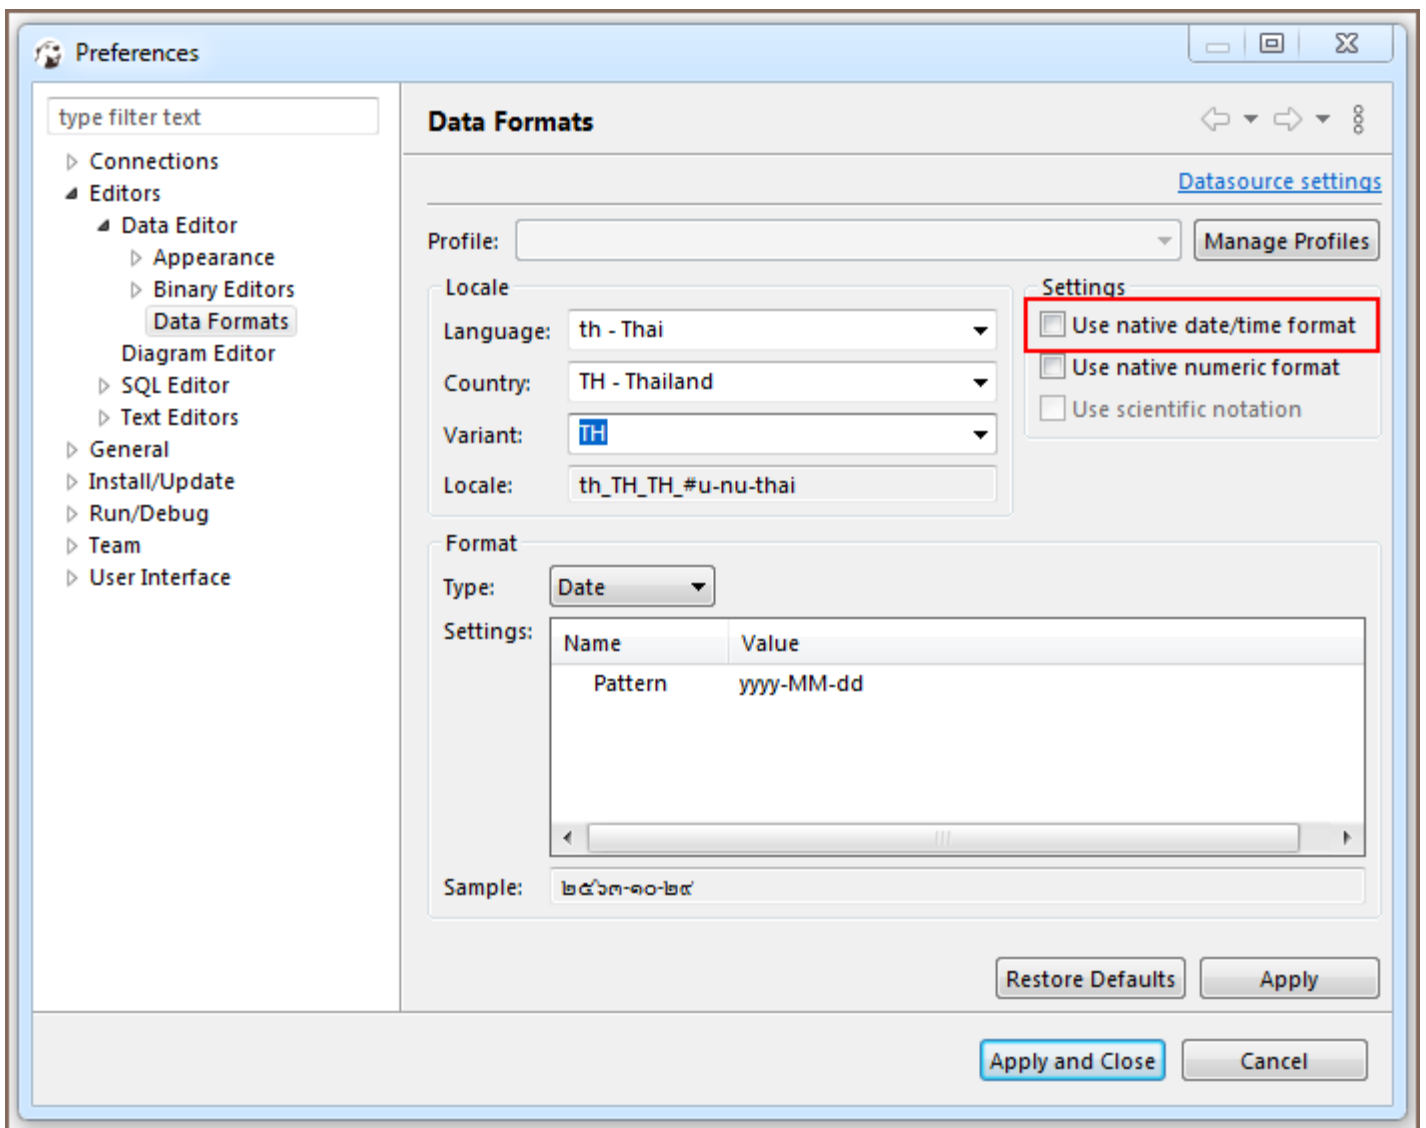 Preferences
type filter text
Connections
Editors
Data Editor
Appearance
Binary Editors
Data Formats
Diagram Editor
SQL Editor
Text Editors
General
Install/Update
Run/Debug
Team
User Interface
Data Formats
Datasource settings
Profile: Manage Profiles
Locale
Language: th - Thai
Country: TH - Thailand
Variant: TH
Locale: th_TH_TH_#u-nu-thai
Settings
Use native date/time format
Use native numeric format
Use scientific notation
Format
Type: Date
Settings: Name Value
Pattern yyyy-MM-dd
Sample: ๒๕๖๓-๑๐-๒๙
Restore Defaults Apply
Apply and Close Cancel